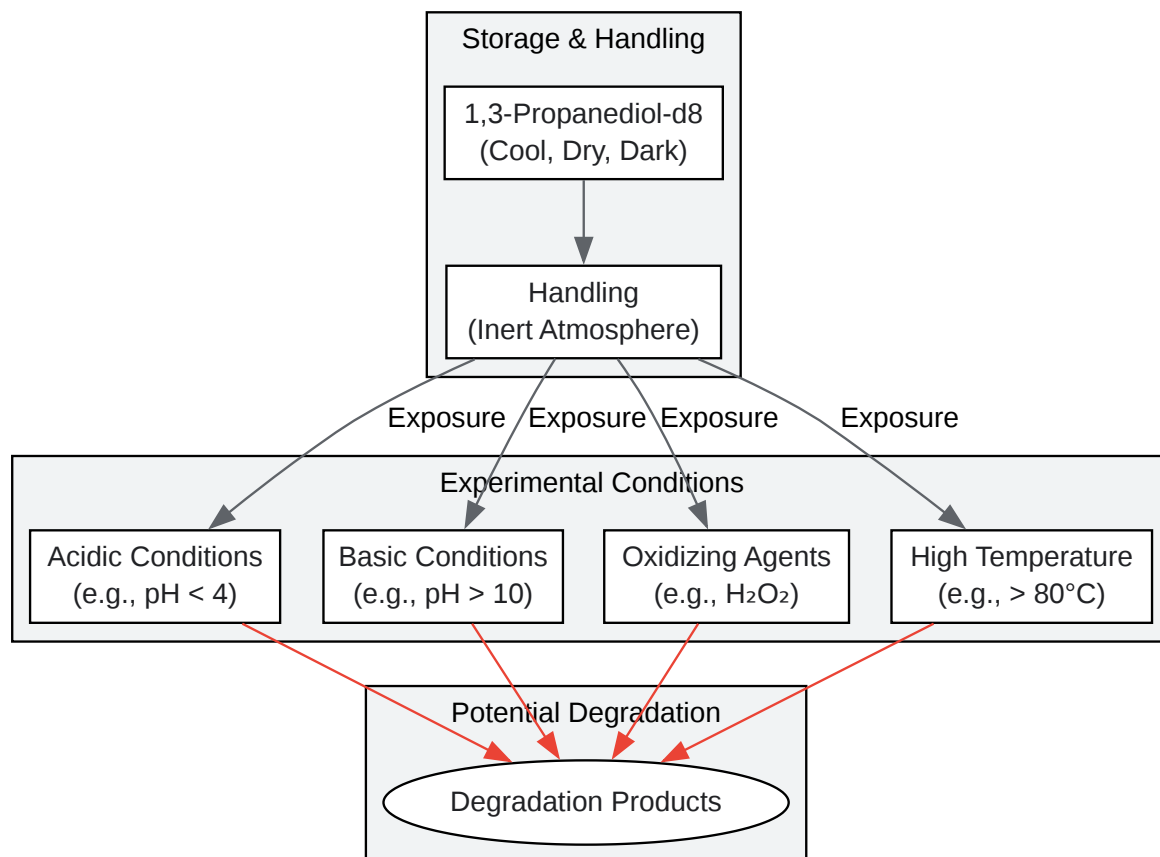 Storage & Handling
1,3-Propanediol-d8
(Cool, Dry, Dark)
Handling
(Inert Atmosphere)
Exposure Exposure Exposure Exposure
Experimental Conditions
Acidic Conditions
(e.g., pH < 4)
Basic Conditions
(e.g., pH > 10)
Oxidizing Agents
(e.g., H₂O₂)
High Temperature
(e.g., > 80°C)
Potential Degradation
Degradation Products